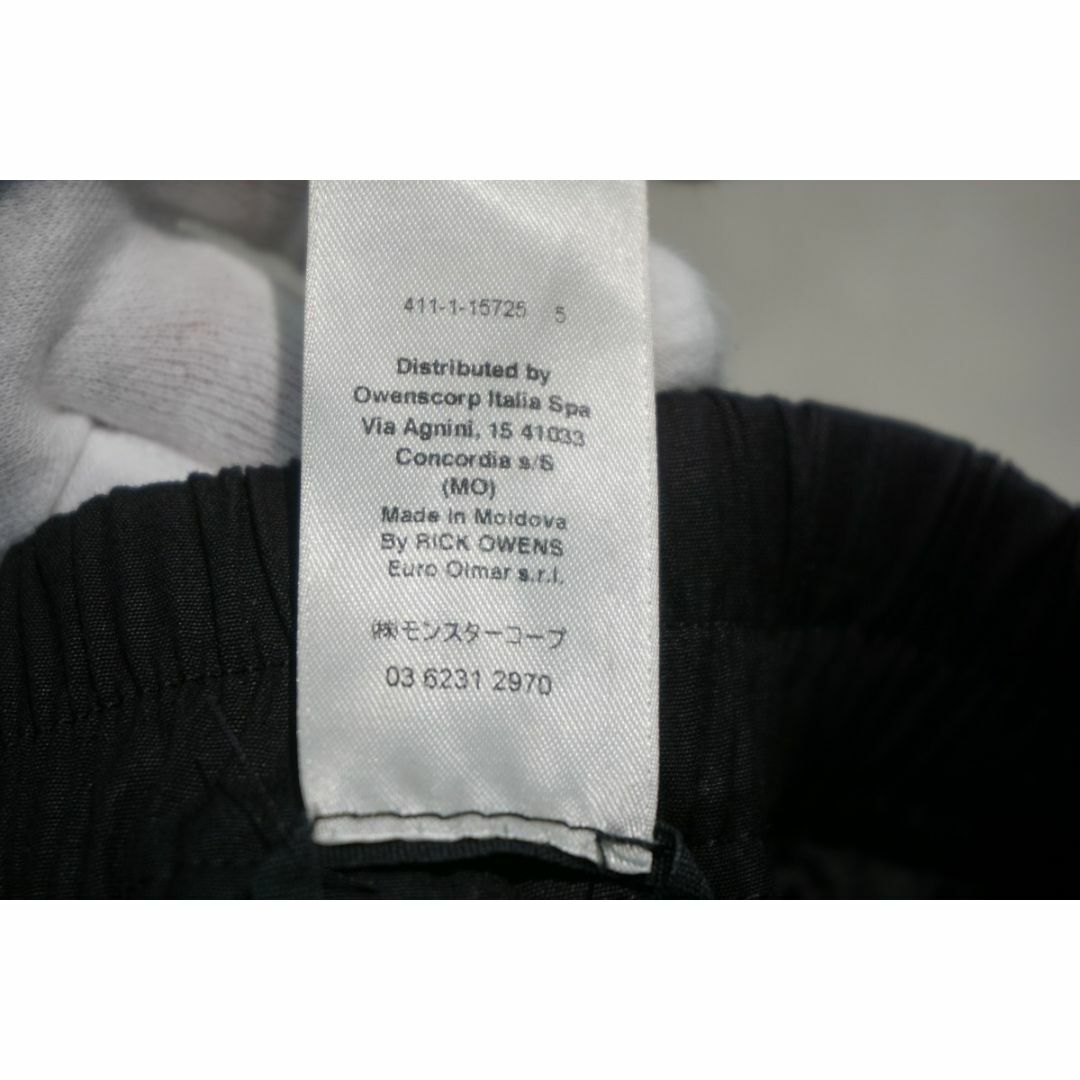 411-1-15725 5
Distributed by
Owenscorp Italia Spa
Via Agnini, 15 41033
Concordia s/S
(MO)
Made in Moldova
By RICK OWENS
Euro Olmar s.r.l.
㈱モンスターコープ
03 6231 2970